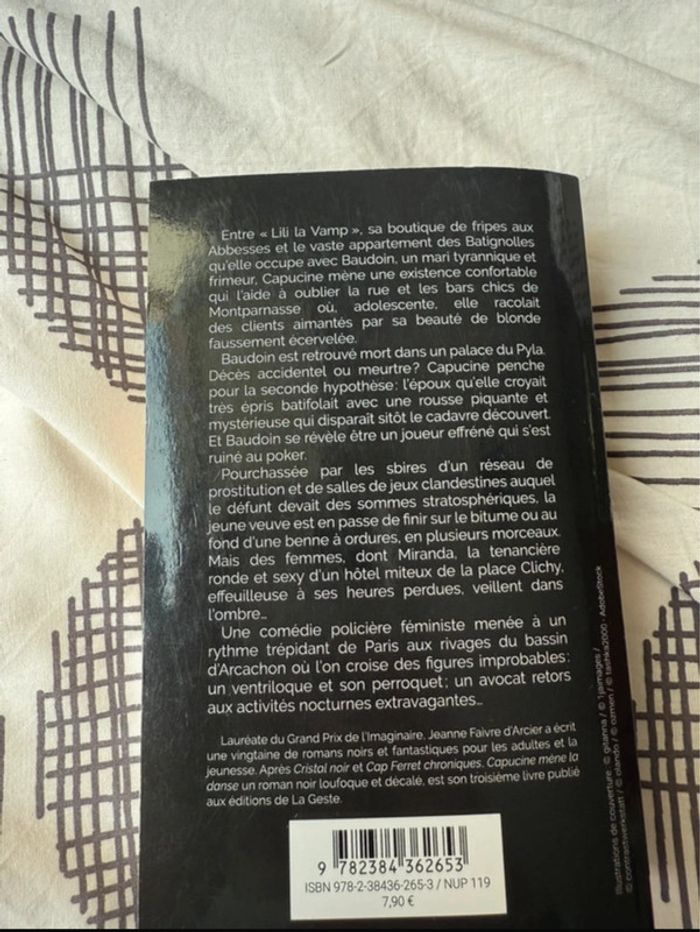 Entre « Lili la Vamp », sa boutique de fripes aux
Abbesses et le vaste appartement des Batignolles
qu'elle occupe avec Baudoin, un mari tyrannique et
frimeur, Capucine mène une existence confortable
qui l'aide à oublier la rue et les bars chics de
Montparnasse où, adolescente, elle racolait
des clients aimantés par sa beauté de blonde
faussement écervelée.
Baudoin est retrouvé mort dans un palace du Pyla.
Décès accidentel ou meurtre? Capucine penche
pour la seconde hypothèse: l'époux qu'elle croyait
très épris batifolait avec une rousse piquante et
mystérieuse qui disparaît sitôt le cadavre découvert.
Et Baudoin se révèle être un joueur effréné qui s'est
ruiné au poker.
Pourchassée par les sbires d'un réseau de
prostitution et de salles de jeux clandestines auquel
le défunt devait des sommes stratosphériques, la
jeune veuve est en passe de finir sur le bitume ou au
fond d'une benne à ordures, en plusieurs morceaux.
Mais des femmes, dont Miranda, la tenancière
ronde et sexy d'un hôtel miteux de la place Clichy,
effeuilleuse à ses heures perdues, veillent dans
l'ombre…
Une comédie policière féministe menée à un
rythme trépidant de Paris aux rivages du bassin
d'Arcachon où l'on croise des figures improbables:
un ventriloque et son perroquet; un avocat retors
aux activités nocturnes extravagantes…
Lauréate du Grand Prix de l'Imaginaire, Jeanne Faivre d'Arcier a écrit
une vingtaine de romans noirs et fantastiques pour les adultes et la
jeunesse. Après Cristal noir et Cap Ferret chroniques, Capucine mène la
danse un roman noir loufoque et décalé, est son troisième livre publié
aux éditions de La Geste.
9 782384 362653
ISBN 978-2-38436-265-3 / NUP 119
7,90 €
Illustrations de couverture : © gilanna / © 1jaimages /
© contrastwerkstatt / © olando / © ozmen / © tashka2000 - AdobeStock